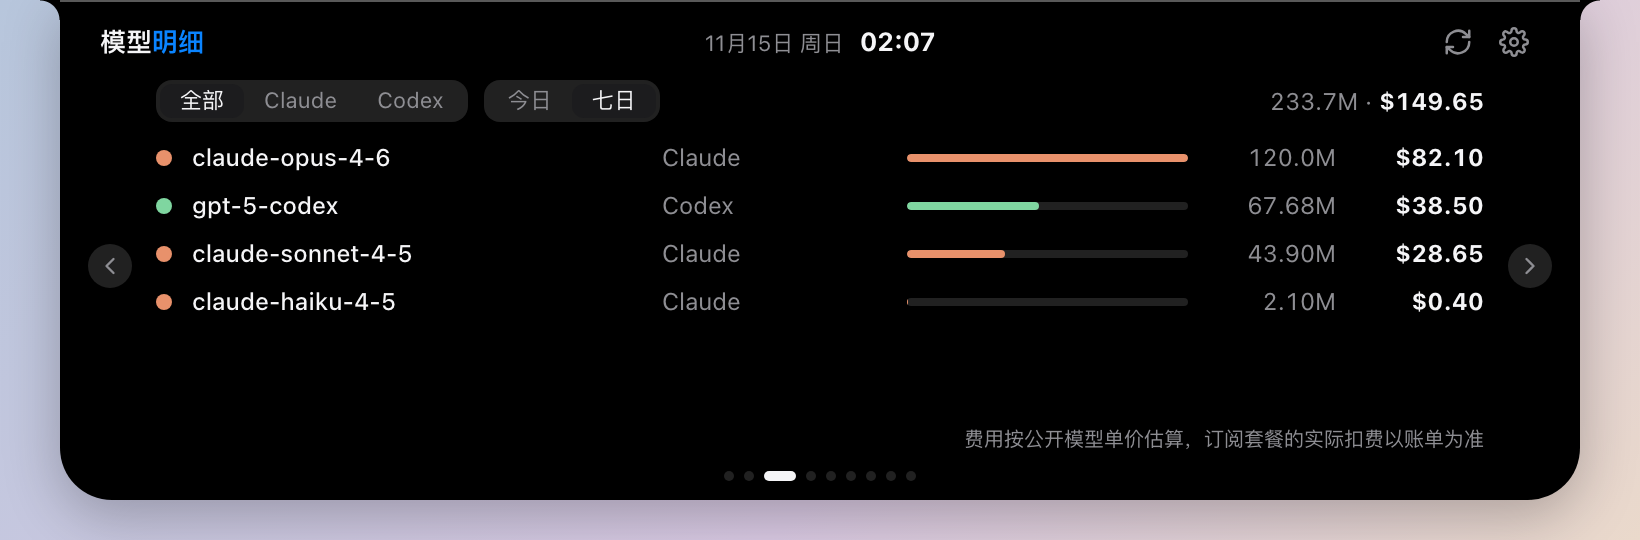 模型明细 11月15日 周日 02:07
全部 Claude Codex 今日 七日 233.7M · $149.65
claude-opus-4-6 Claude 120.0M $82.10
gpt-5-codex Codex 67.68M $38.50
claude-sonnet-4-5 Claude 43.90M $28.65
claude-haiku-4-5 Claude 2.10M $0.40
费用按公开模型单价估算，订阅套餐的实际扣费以账单为准